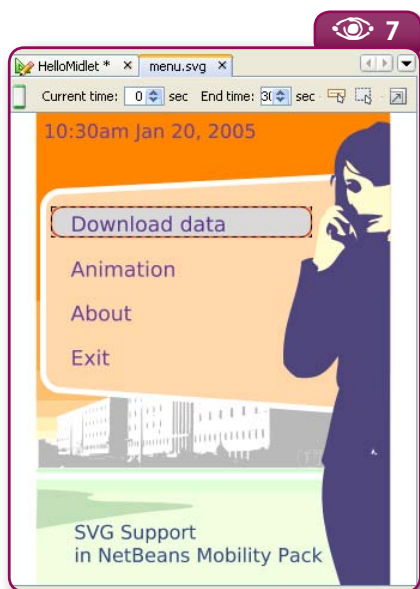 7
HelloMidlet * × menu.svg ×
Current time: 0 sec End time: 30 sec
10:30am Jan 20, 2005
Download data
Animation
About
Exit
SVG Support
in NetBeans Mobility Pack